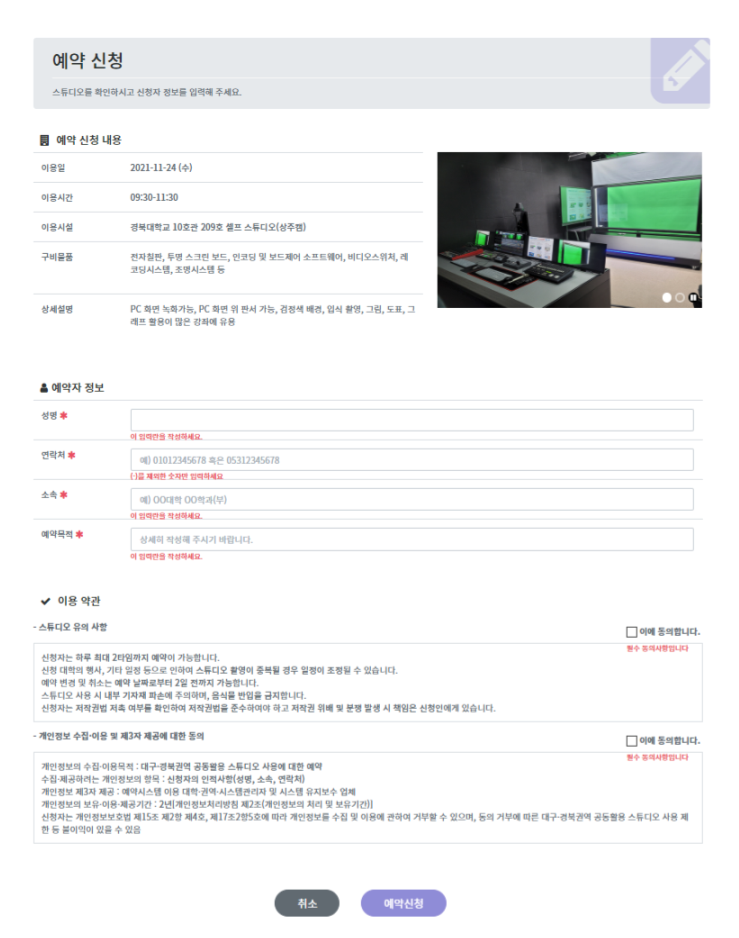 예약 신청
스튜디오를 확인하시고 신청자 정보를 입력해 주세요.
예약 신청 내용
이용일 2021-11-24 (수)
이용시간 09:30-11:30
이용시설 경북대학교 10호관 209호 셀프 스튜디오(상주캠)
구비물품 전자칠판, 투명 스크린 보드, 인코딩 및 보드제어 소프트웨어, 비디오스위치, 레
코딩시스템, 조명시스템 등
상세설명 PC 화면 녹화가능, PC 화면 위 판서 가능, 검정색 배경, 입식 촬영, 그림, 도표, 그
래프 활용이 많은 강좌에 유용
예약자 정보
성명 *
이 입력란을 작성하세요.
연락처 * 예) 01012345678 혹은 05312345678
(-)을 제외한 숫자만 입력하세요
소속 * 예) OO대학 OO학과(부)
이 입력란을 작성하세요.
예약목적 * 상세히 작성해 주시기 바랍니다.
이 입력란을 작성하세요.
이용 약관
- 스튜디오 유의 사항 이에 동의합니다.
필수 동의사항입니다
신청자는 하루 최대 2타임까지 예약이 가능합니다.
신청 대학의 행사, 기타 일정 등으로 인하여 스튜디오 촬영이 중복될 경우 일정이 조정될 수 있습니다.
예약 변경 및 취소는 예약 날짜로부터 2일 전까지 가능합니다.
스튜디오 사용 시 내부 기자재 파손에 주의하며, 음식물 반입을 금지합니다.
신청자는 저작권법 저촉 여부를 확인하여 저작권법을 준수하여야 하고 저작권 위배 및 분쟁 발생 시 책임은 신청인에게 있습니다.
- 개인정보 수집·이용 및 제3자 제공에 대한 동의 이에 동의합니다.
필수 동의사항입니다
개인정보의 수집·이용목적 : 대구·경북권역 공동활용 스튜디오 사용에 대한 예약
수집·제공하려는 개인정보의 항목 : 신청자의 인적사항(성명, 소속, 연락처)
개인정보 제3자 제공 : 예약시스템 이용 대학·권역·시스템관리자 및 시스템 유지보수 업체
개인정보의 보유·이용·제공기간 : 2년[개인정보처리방침 제2조(개인정보의 처리 및 보유기간)]
신청자는 개인정보보호법 제15조 제2항 제4호, 제17조2항5호에 따라 개인정보를 수집 및 이용에 관하여 거부할 수 있으며, 동의 거부에 따른 대구·경북권역 공동활용 스튜디오 사용 제
한 등 불이익이 있을 수 있음
취소 예약신청